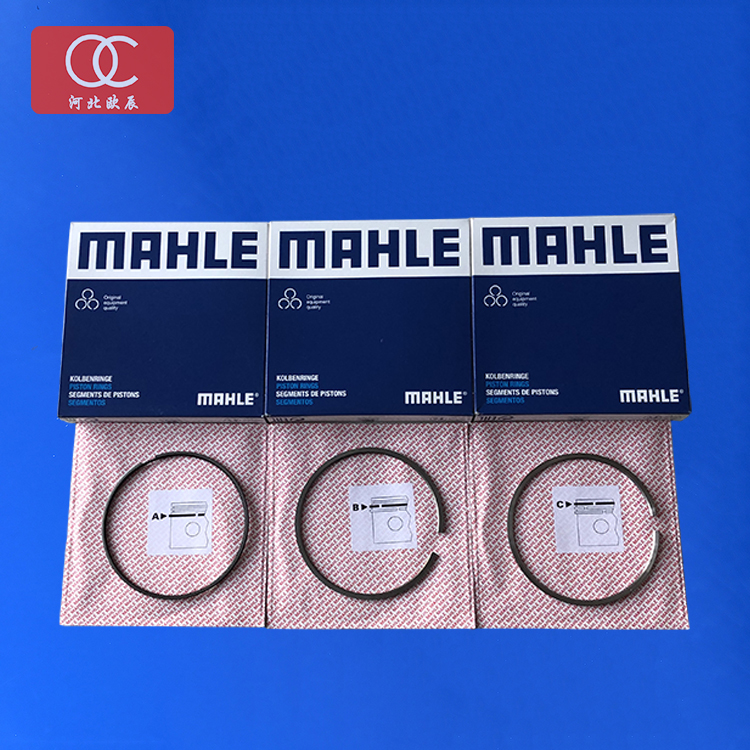 OC
河北欧辰
MAHLE
Original
equipment
quality
KOLBENRINGE
PISTON RINGS
SEGMENTS DE PISTONS
SEGMENTOS
MAHLE®
MAHLE
Original
equipment
quality
KOLBENRINGE
PISTON RINGS
SEGMENTS DE PISTONS
SEGMENTOS
MAHLE®
MAHLE
Original
equipment
quality
KOLBENRINGE
PISTON RINGS
SEGMENTS DE PISTONS
SEGMENTOS
MAHLE®
A
B
C